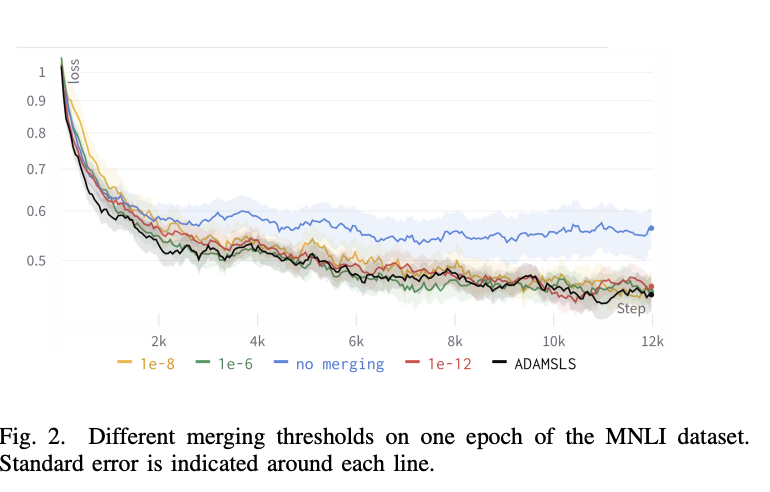 loss
1
0.9
0.8
0.7
0.6
0.5
Step
2k 4k 6k 8k 10k 12k
1e-8 1e-6 no merging 1e-12 ADAMSLS
Fig. 2. Different merging thresholds on one epoch of the MNLI dataset.
Standard error is indicated around each line.